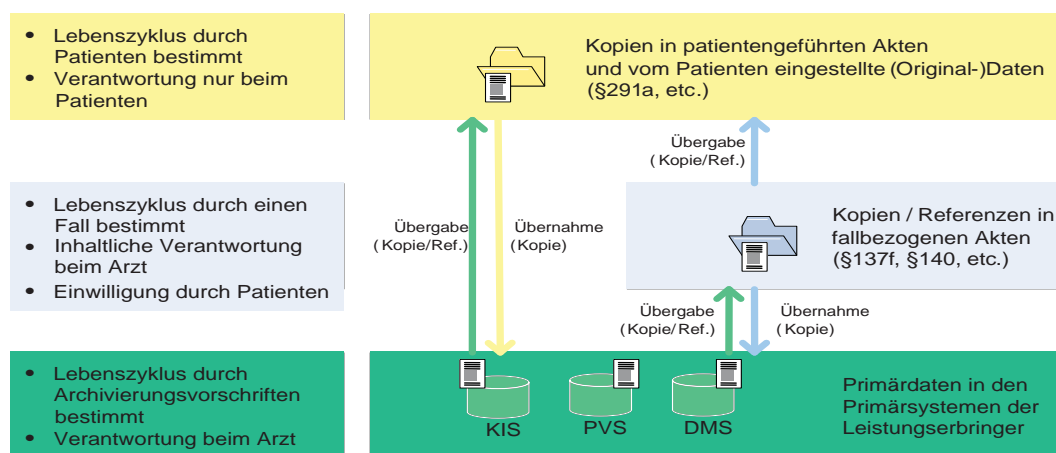 • Lebenszyklus durch
Patienten bestimmt
• Verantwortung nur beim
Patienten
Kopien in patientengeführten Akten
und vom Patienten eingestellte (Original-)Daten
(§291a, etc.)
Übergabe
(Kopie/Ref.)
• Lebenszyklus durch einen
Fall bestimmt
• Inhaltliche Verantwortung
beim Arzt
• Einwilligung durch Patienten
Übergabe
(Kopie/Ref.)
Übernahme
(Kopie)
Kopien / Referenzen in
fallbezogenen Akten
(§137f, §140, etc.)
Übergabe
(Kopie/Ref.)
Übernahme
(Kopie)
• Lebenszyklus durch
Archivierungsvorschriften
bestimmt
• Verantwortung beim Arzt
KIS
PVS
DMS
Primärdaten in den
Primärsystemen der
Leistungserbringer